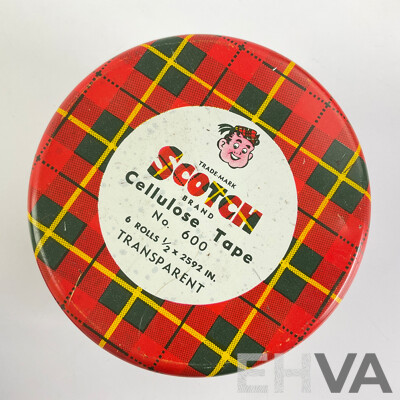 TRADE MARK
SCOTCH
BRAND
Cellulose Tape
No. 600
6 ROLLS 1/2 x 2592 IN.
TRANSPARENT
EHVA